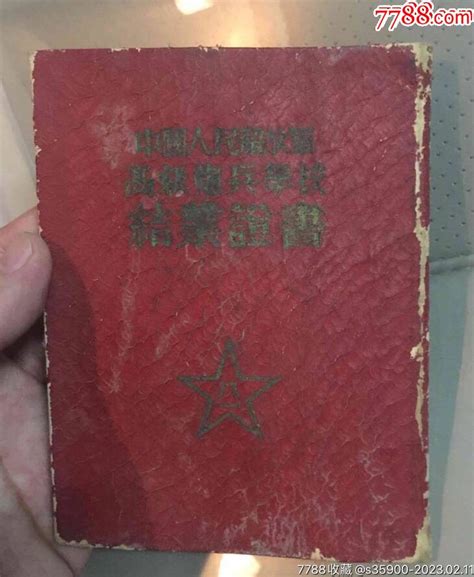 7788.com
中國人民解放軍
高級炮兵學校
結業證書
八一
7788收藏 @s35900-2023.02.11